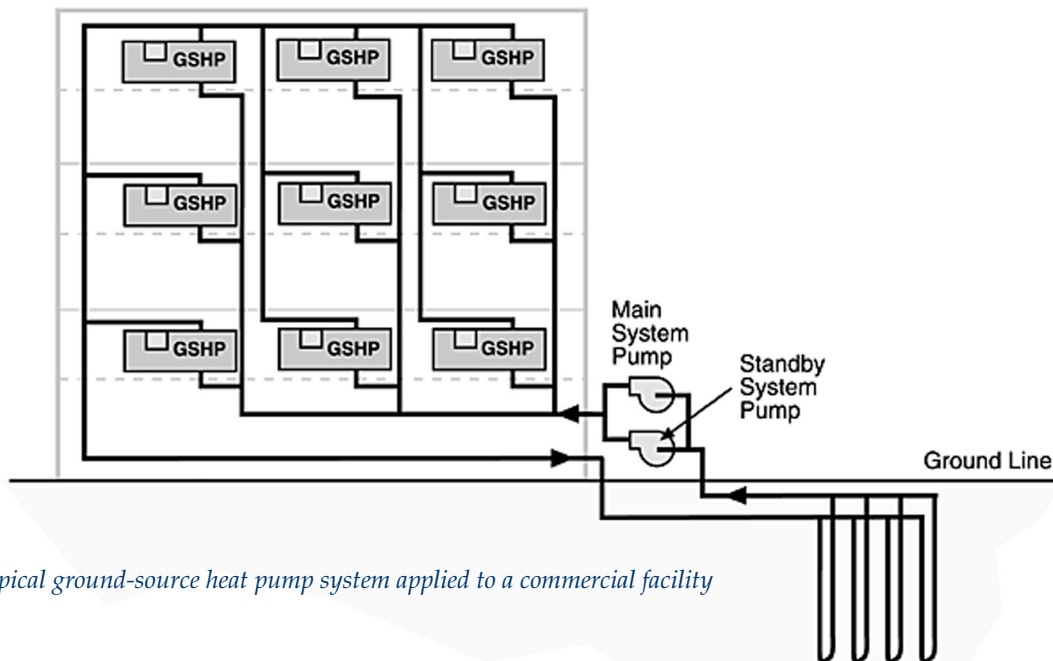 GSHP GSHP GSHP
GSHP GSHP GSHP
Main
System
Pump
Standby
System
Pump
GSHP GSHP GSHP
Ground Line
pical ground-source heat pump system applied to a commercial facility